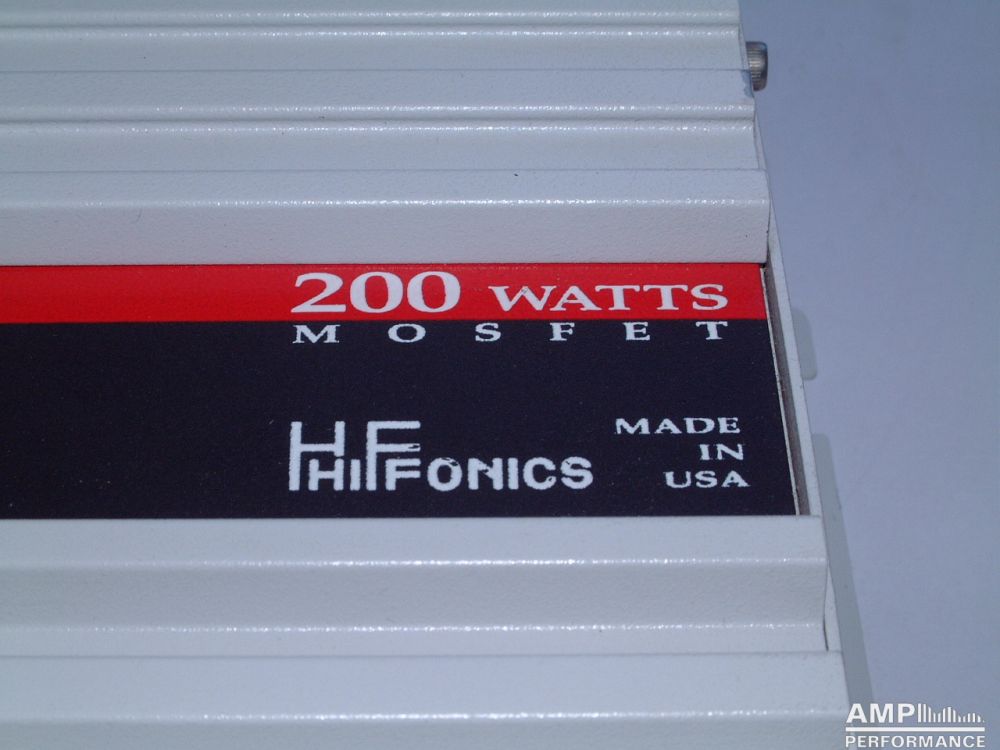 200 WATTS
MOSFET
HIFONICS
MADE
IN
USA
AMP
PERFORMANCE